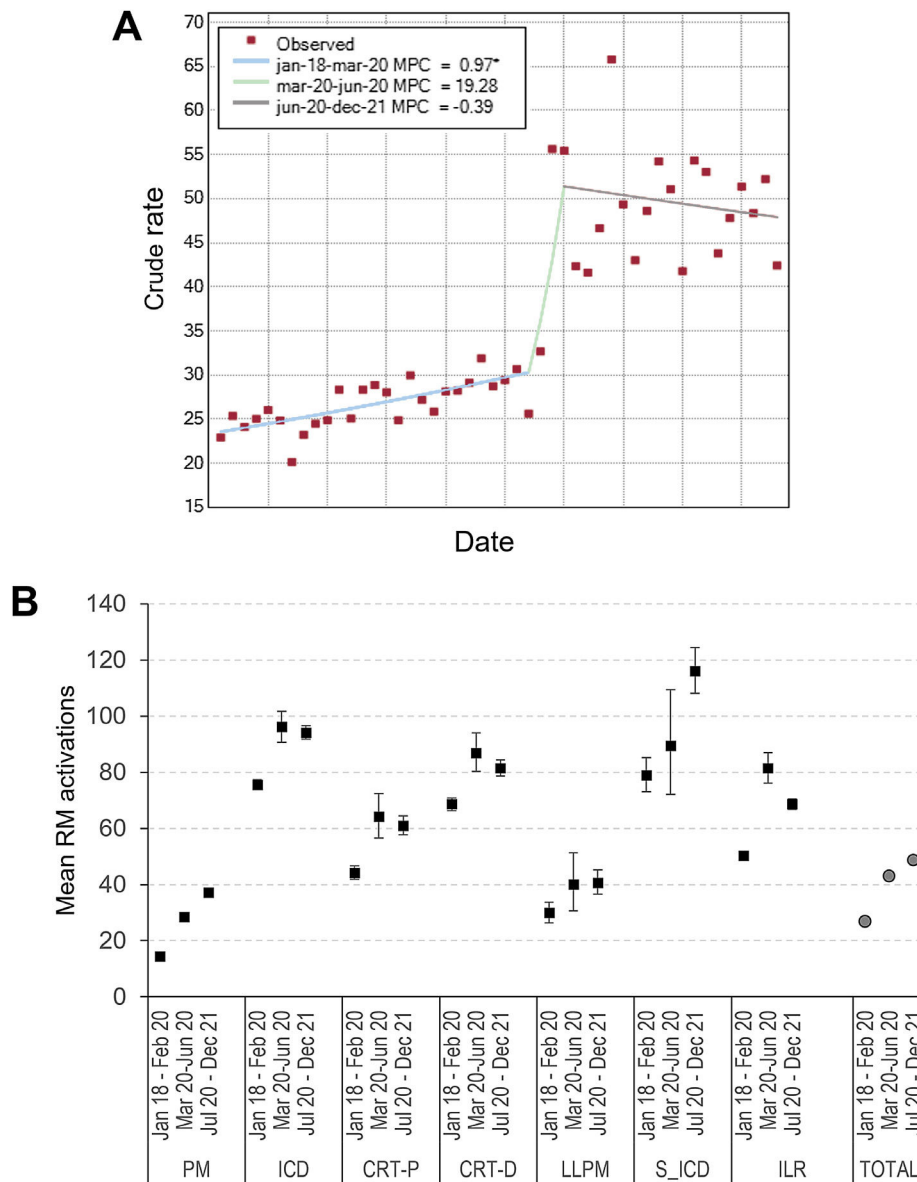 A
70
65
60
55
50
45
40
35
30
25
20
15
Crude rate
Observed
jan-18-mar-20 MPC = 0.97*
mar-20-jun-20 MPC = 19.28
jun-20-dec-21 MPC = -0.39
Date
B
140
120
100
80
60
40
20
0
Mean RM activations
Jan 18 - Feb 20
Mar 20-Jun 20
Jul 20 - Dec 21
Jan 18 - Feb 20
Mar 20-Jun 20
Jul 20 - Dec 21
Jan 18 - Feb 20
Mar 20-Jun 20
Jul 20 - Dec 21
Jan 18 - Feb 20
Mar 20-Jun 20
Jul 20 - Dec 21
Jan 18 - Feb 20
Mar 20-Jun 20
Jul 20 - Dec 21
Jan 18 - Feb 20
Mar 20-Jun 20
Jul 20 - Dec 21
Jan 18 - Feb 20
Mar 20-Jun 20
Jul 20 - Dec 21
Jan 18 - Feb 20
Mar 20-Jun 20
Jul 20 - Dec 21
PM ICD CRT-P CRT-D LLPM S_ICD ILR TOTAL